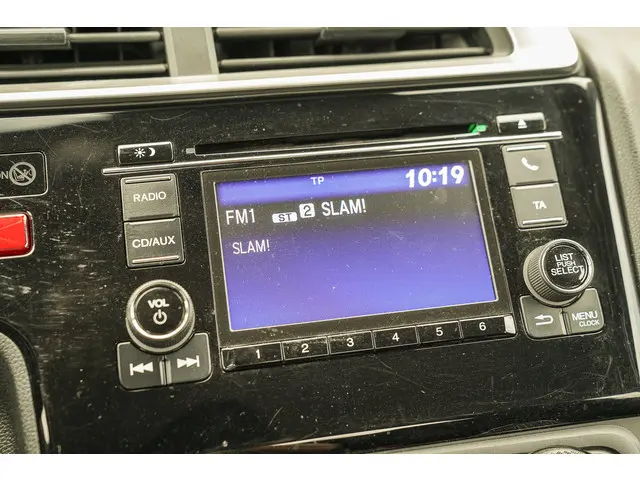 ON
RADIO
CD/AUX
VOL
TP
10:19
FM1 ST 2 SLAM!
SLAM!
1 2 3 4 5 6
TA
LIST
PUSH
SELECT
MENU
CLOCK